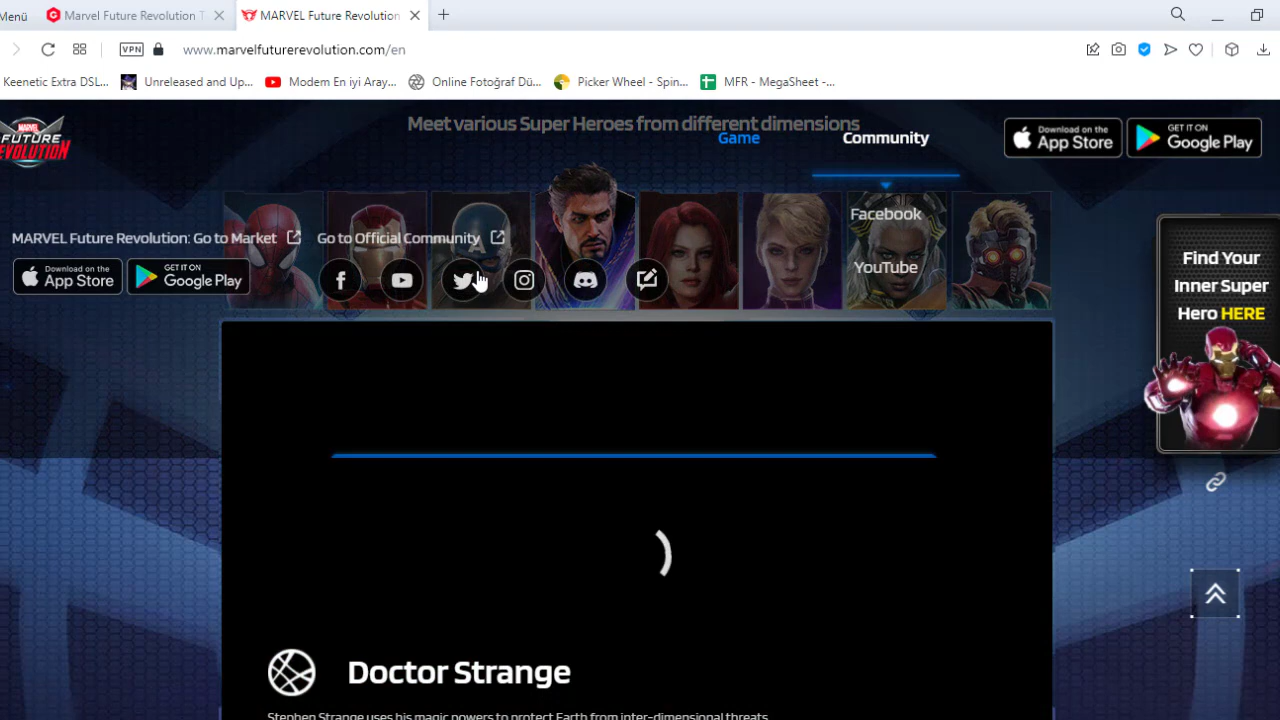 Menü
Marvel Future Revolution T
MARVEL Future Revolution
VPN
www.marvelfuturerevolution.com/en
Keenetic Extra DSL...
Unreleased and Up...
Modem En iyi Aray...
Online Fotoğraf Dü...
Picker Wheel - Spin...
MFR - MegaSheet -...
MARVEL
FUTURE
REVOLUTION
Meet various Super Heroes from different dimensions
Game
Community
Download on the
App Store
GET IT ON
Google Play
Facebook
YouTube
MARVEL Future Revolution: Go to Market
Go to Official Community
Download on the
App Store
GET IT ON
Google Play
Find Your
Inner Super
Hero HERE
Doctor Strange
Stephen Strange uses his magic powers to protect Earth from inter-dimensional threats